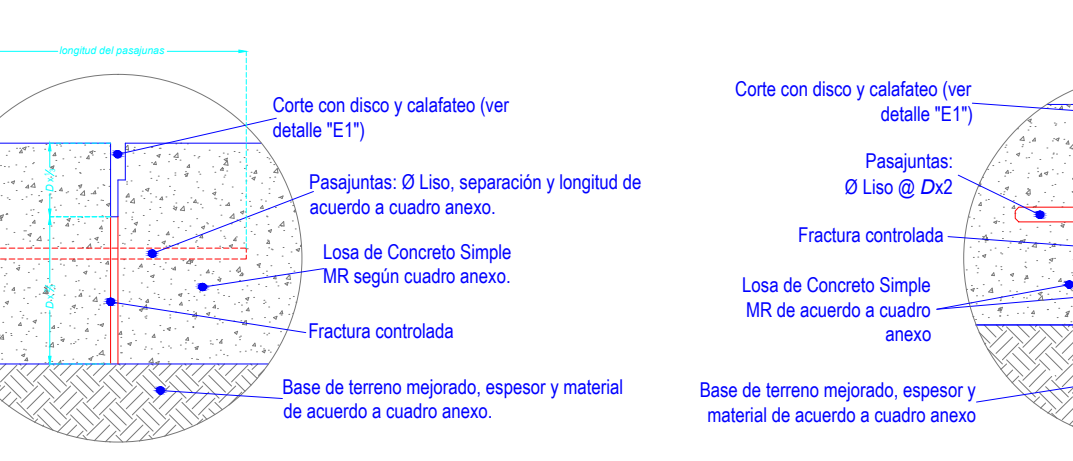 longitud del pasajunas
Corte con disco y calafateo (ver
detalle "E1")
Pasajuntas: Ø Liso, separación y longitud de
acuerdo a cuadro anexo.
Losa de Concreto Simple
MR según cuadro anexo.
Fractura controlada
Base de terreno mejorado, espesor y material
de acuerdo a cuadro anexo.
Corte con disco y calafateo (ver
detalle "E1")
Pasajuntas:
Ø Liso @ Dx2
Fractura controlada
Losa de Concreto Simple
MR de acuerdo a cuadro
anexo
Base de terreno mejorado, espesor y
material de acuerdo a cuadro anexo